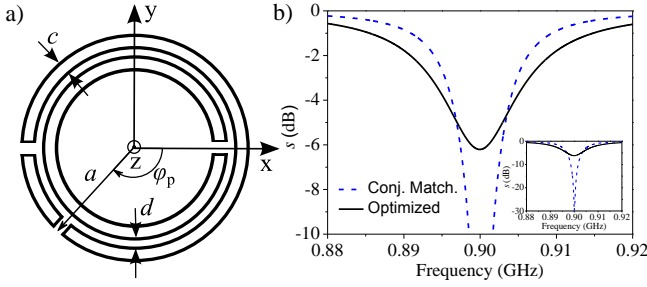 a)
y
c
x
z
a
φp
d
b)
s (dB)
0
-2
-4
-6
-8
-10
0.88 0.89 0.90 0.91 0.92
Frequency (GHz)
Conj. Match.
Optimized
s (dB)
0
-10
-20
-30
0.88 0.89 0.90 0.91 0.92
Frequency (GHz)